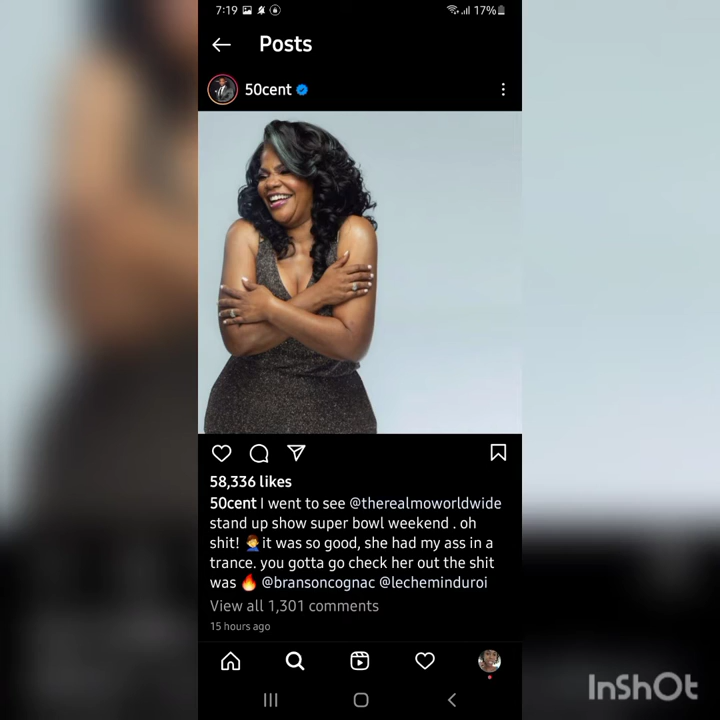 7:19 17%
Posts
50cent
58,336 likes
50cent I went to see @therealmoworldwide
stand up show super bowl weekend . oh
shit! 🤦‍♂️it was so good, she had my ass in a
trance. you gotta go check her out the shit
was 🔥 @bransoncognac @lecheminduroi
View all 1,301 comments
15 hours ago
InShOt